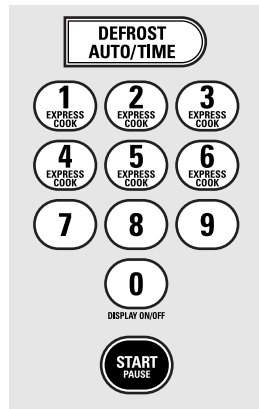 DEFROST
AUTO/TIME
1 2 3
EXPRESS COOK EXPRESS COOK EXPRESS COOK
4 5 6
EXPRESS COOK EXPRESS COOK EXPRESS COOK
7 8 9
0
DISPLAY ON/OFF
START
PAUSE